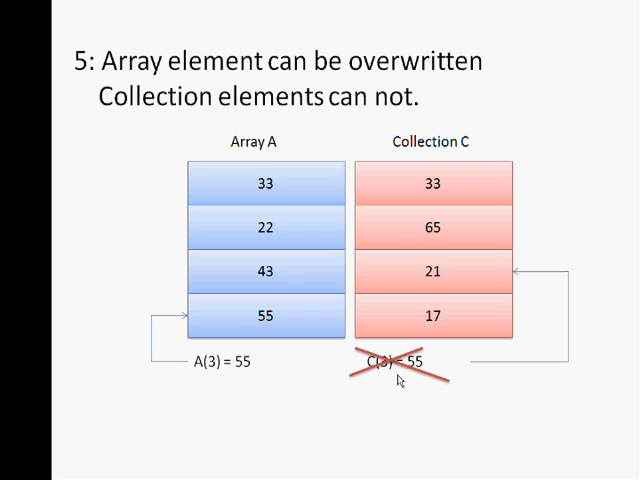 5: Array element can be overwritten
Collection elements can not.
Array A
Collection C
33
33
22
65
43
21
55
17
A(3) = 55
C(3) = 55